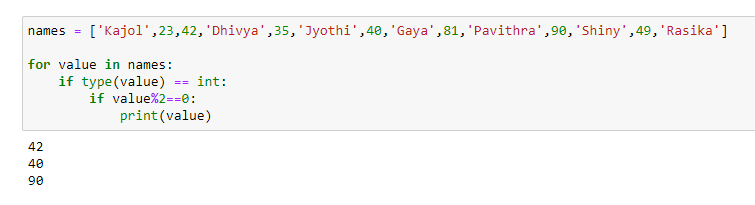 names = ['Kajol',23,42,'Dhivya',35,'Jyothi',40,'Gaya',81,'Pavithra',90,'Shiny',49,'Rasika']
for value in names:
    if type(value) == int:
        if value%2==0:
            print(value)
42
40
90